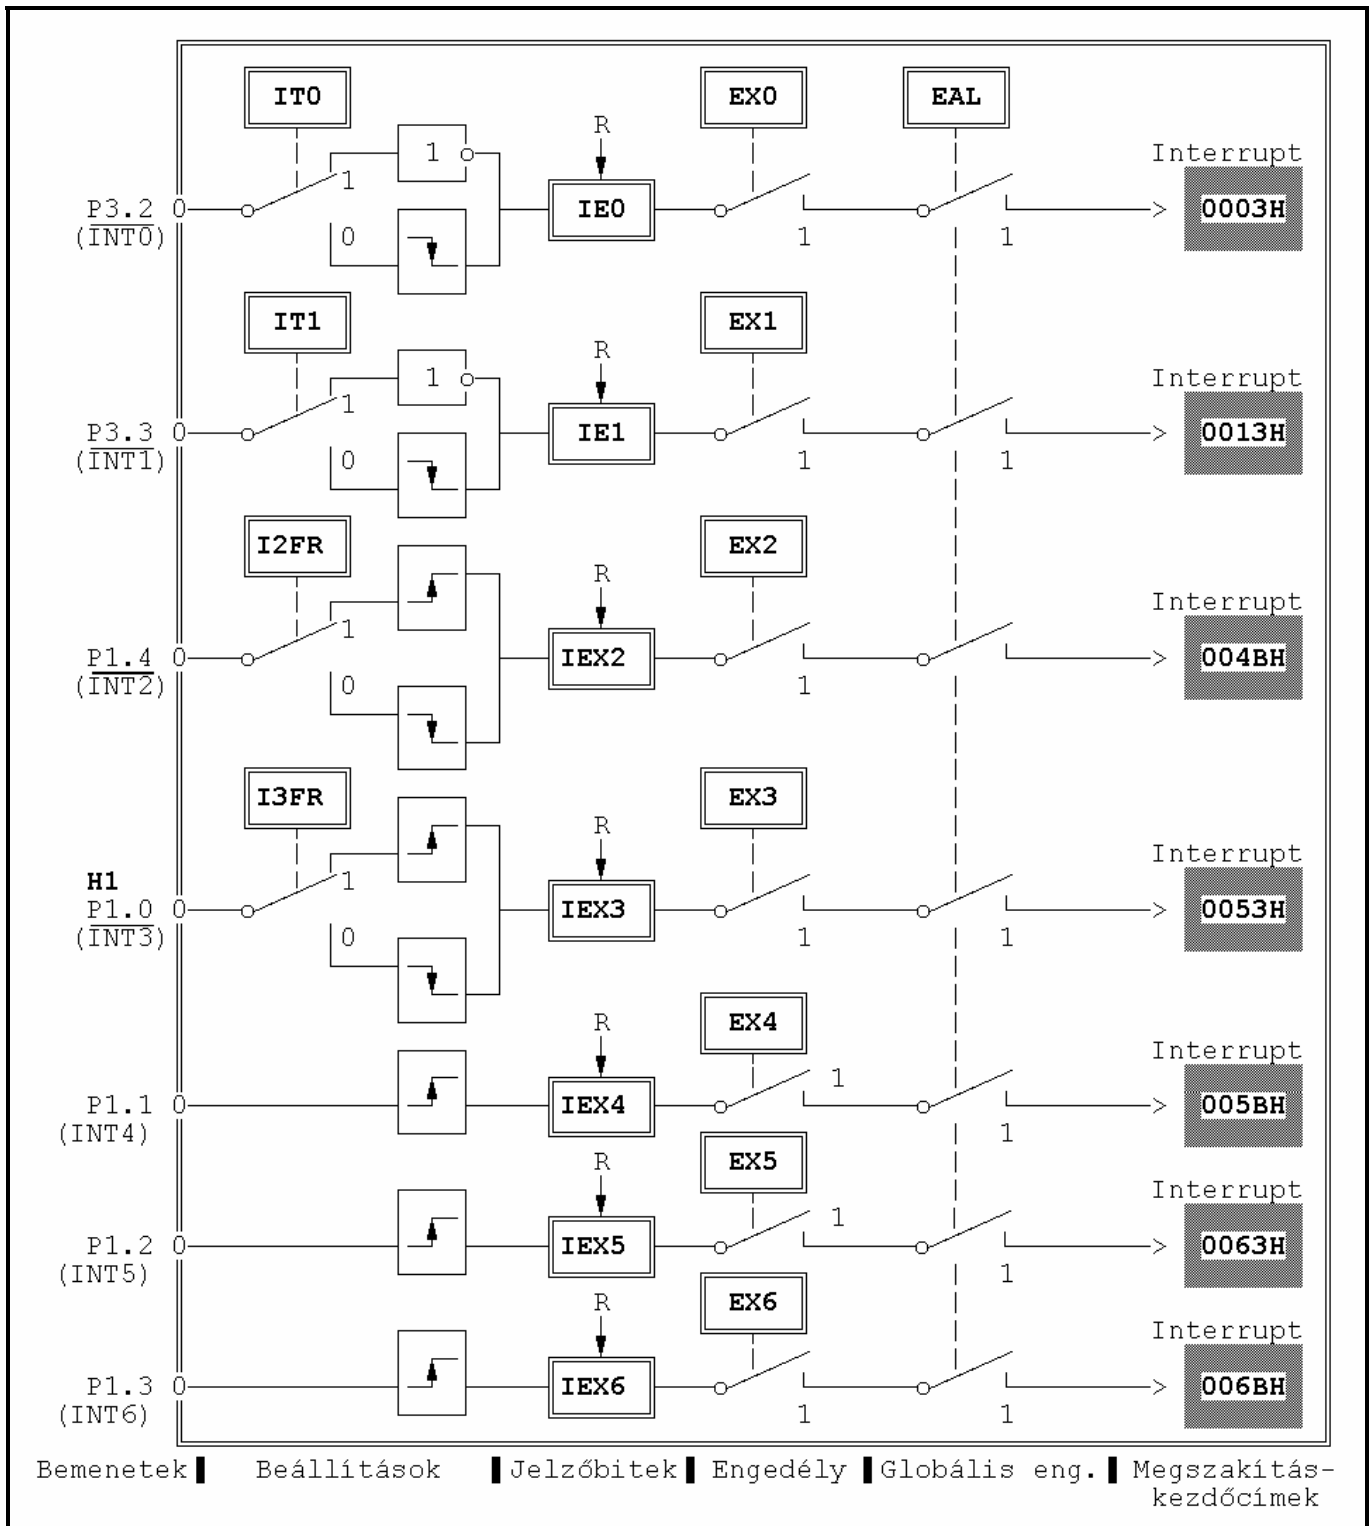 IT0 EX0 EAL
R
1 Interrupt
1
P3.2 0 IE0 0003H
(INT0) 0 1 1
IT1 EX1
R
1 Interrupt
1
P3.3 0 IE1 0013H
(INT1) 0 1 1
I2FR EX2
R
Interrupt
1
P1.4 0 IEX2 004BH
(INT2) 0 1 1
I3FR EX3
R
Interrupt
H1 1
P1.0 0 IEX3 0053H
(INT3) 0 1 1
EX4
R
Interrupt
1
P1.1 0 IEX4 005BH
(INT4) 1
EX5
R
Interrupt
1
P1.2 0 IEX5 0063H
(INT5) 1
EX6
R
Interrupt
P1.3 0 IEX6 006BH
(INT6) 1 1
Bemenetek Beállítások Jelzőbitek Engedély Globális eng. Megszakítás-
kezdőcímek